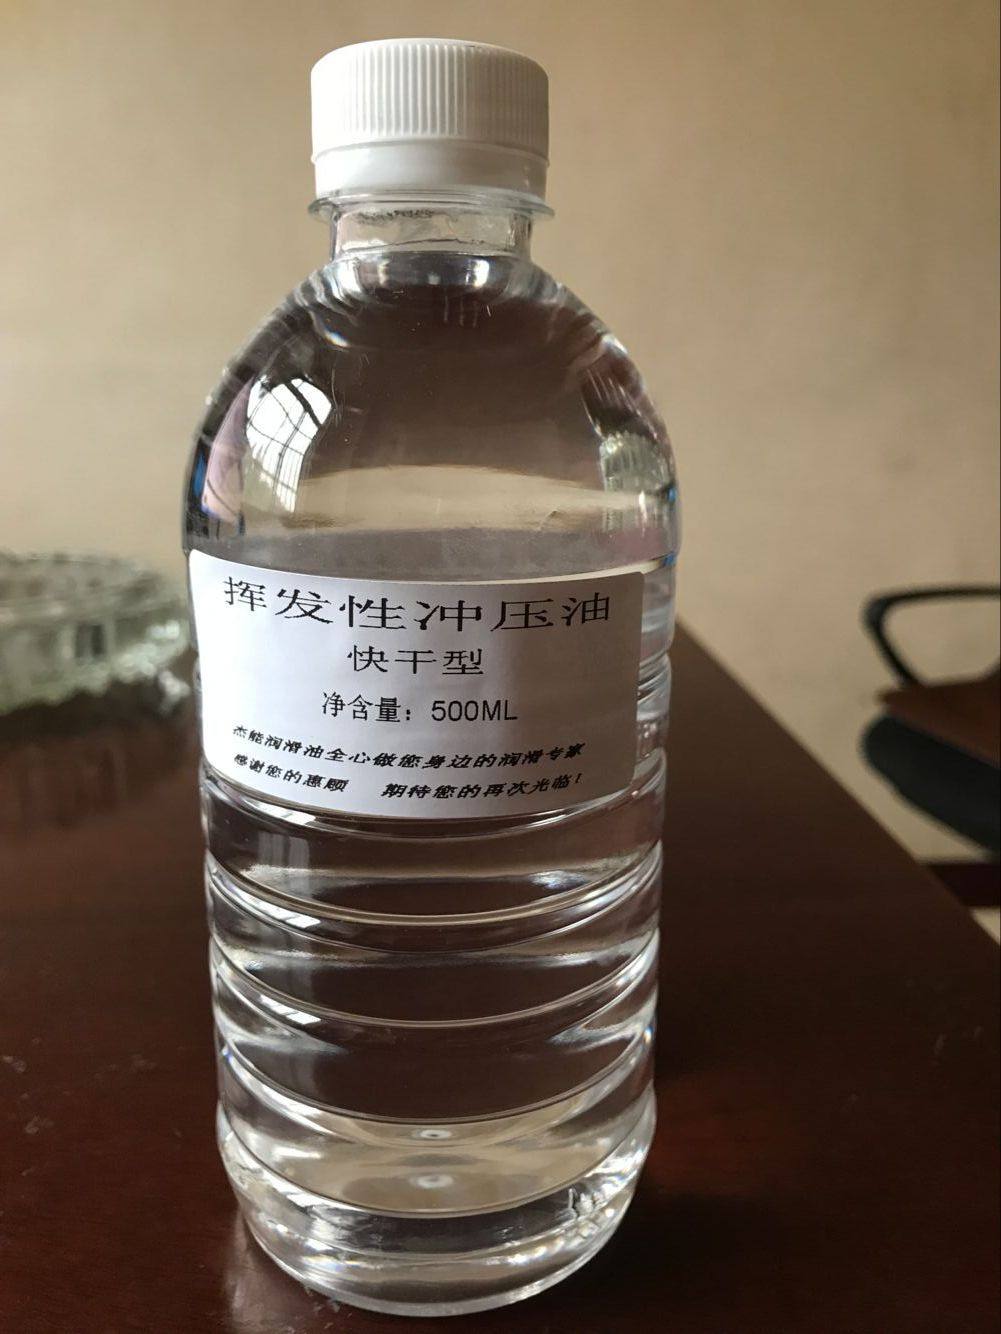 挥发性冲压油
快干型
净含量：500ML
杰能润滑油全心做您身边的润滑专家
感谢您的惠顾 期待您的再次光临！